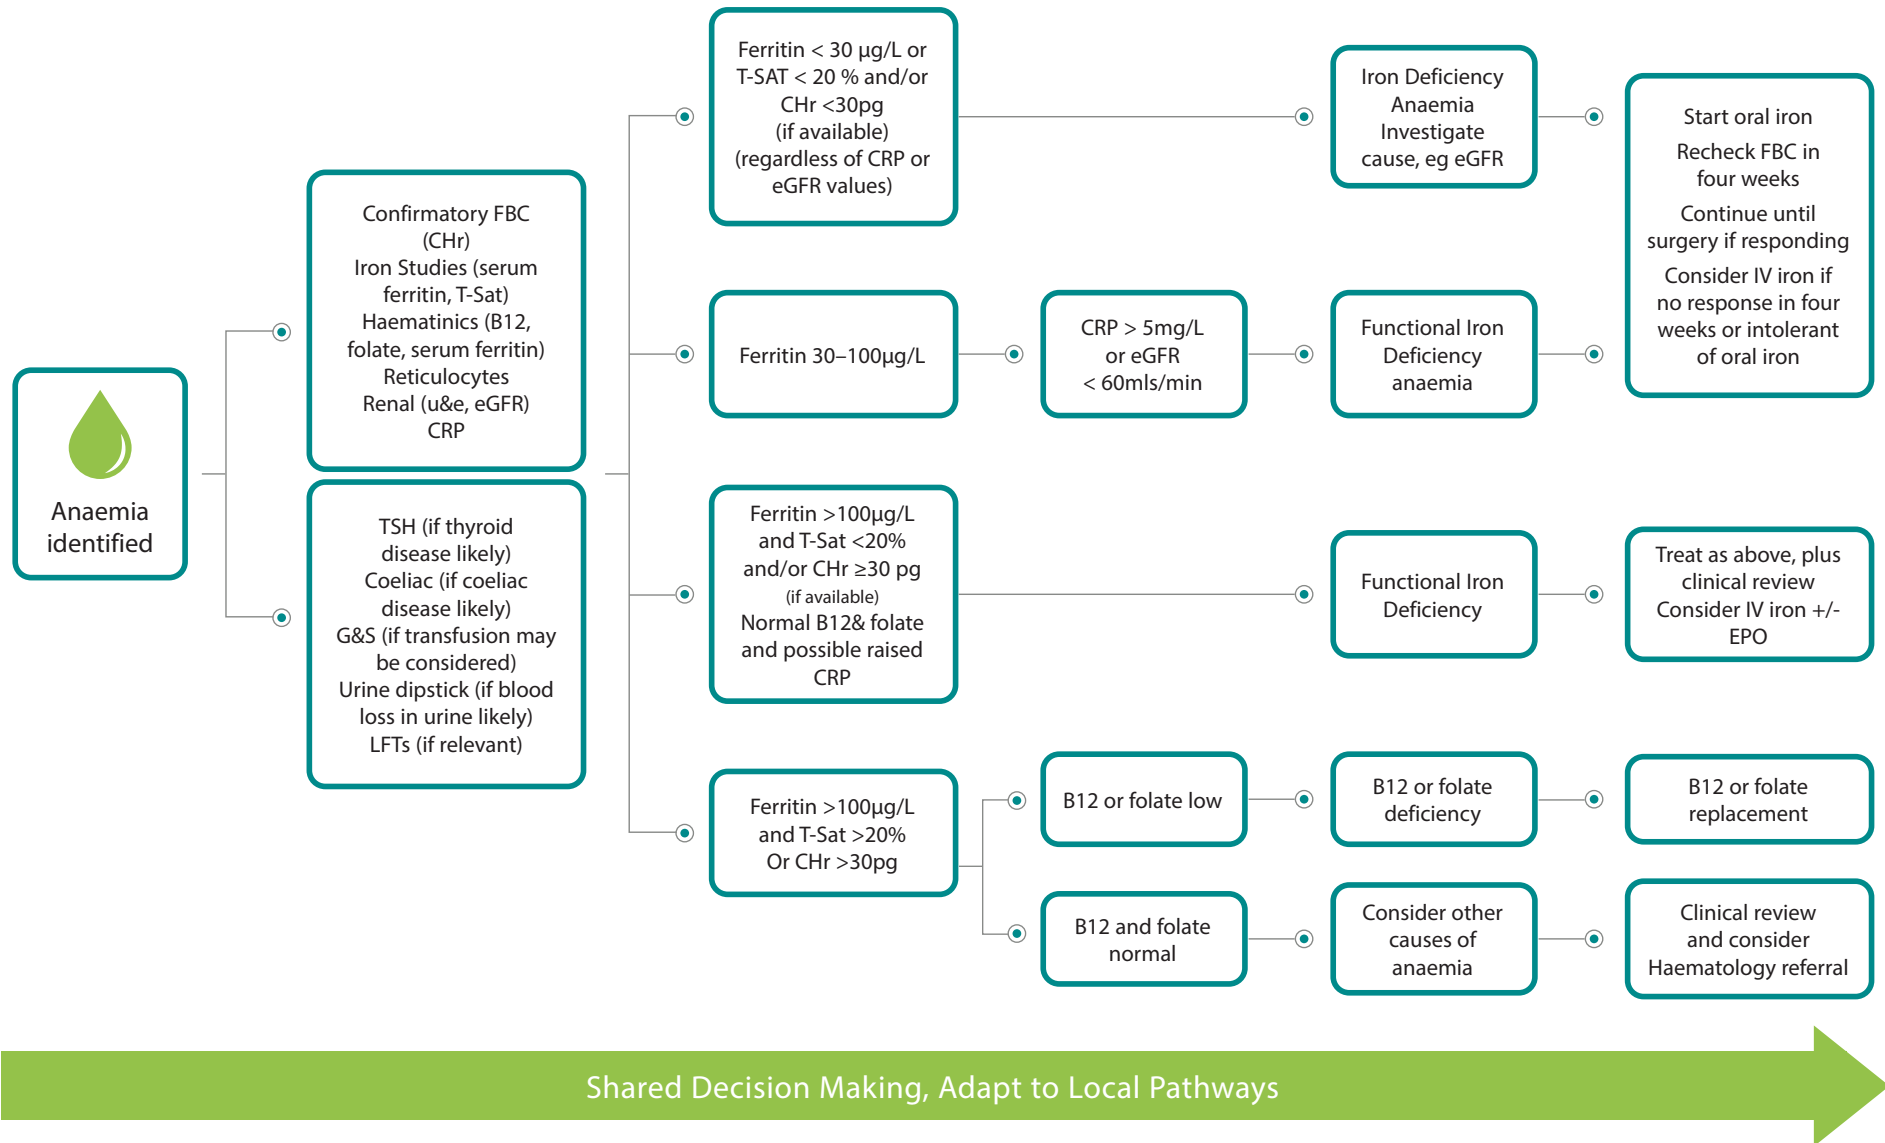 Anaemia
identified
Confirmatory FBC
(CHr)
Iron Studies (serum
ferritin, T-Sat)
Haematinics (B12,
folate, serum ferritin)
Reticulocytes
Renal (u&e, eGFR)
CRP
TSH (if thyroid
disease likely)
Coeliac (if coeliac
disease likely)
G&S (if transfusion may
be considered)
Urine dipstick (if blood
loss in urine likely)
LFTs (if relevant)
Ferritin < 30 µg/L or
T-SAT < 20 % and/or
CHr <30pg
(if available)
(regardless of CRP or
eGFR values)
Iron Deficiency
Anaemia
Investigate
cause, eg eGFR
Start oral iron
Recheck FBC in
four weeks
Continue until
surgery if responding
Consider IV iron if
no response in four
weeks or intolerant
of oral iron
Ferritin 30–100µg/L
CRP > 5mg/L
or eGFR
< 60mls/min
Functional Iron
Deficiency
anaemia
Ferritin >100µg/L
and T-Sat <20%
and/or CHr ≥30 pg
(if available)
Normal B12& folate
and possible raised
CRP
Functional Iron
Deficiency
Treat as above, plus
clinical review
Consider IV iron +/-
EPO
Ferritin >100µg/L
and T-Sat >20%
Or CHr >30pg
B12 or folate low
B12 or folate
deficiency
B12 or folate
replacement
B12 and folate
normal
Consider other
causes of
anaemia
Clinical review
and consider
Haematology referral
Shared Decision Making, Adapt to Local Pathways